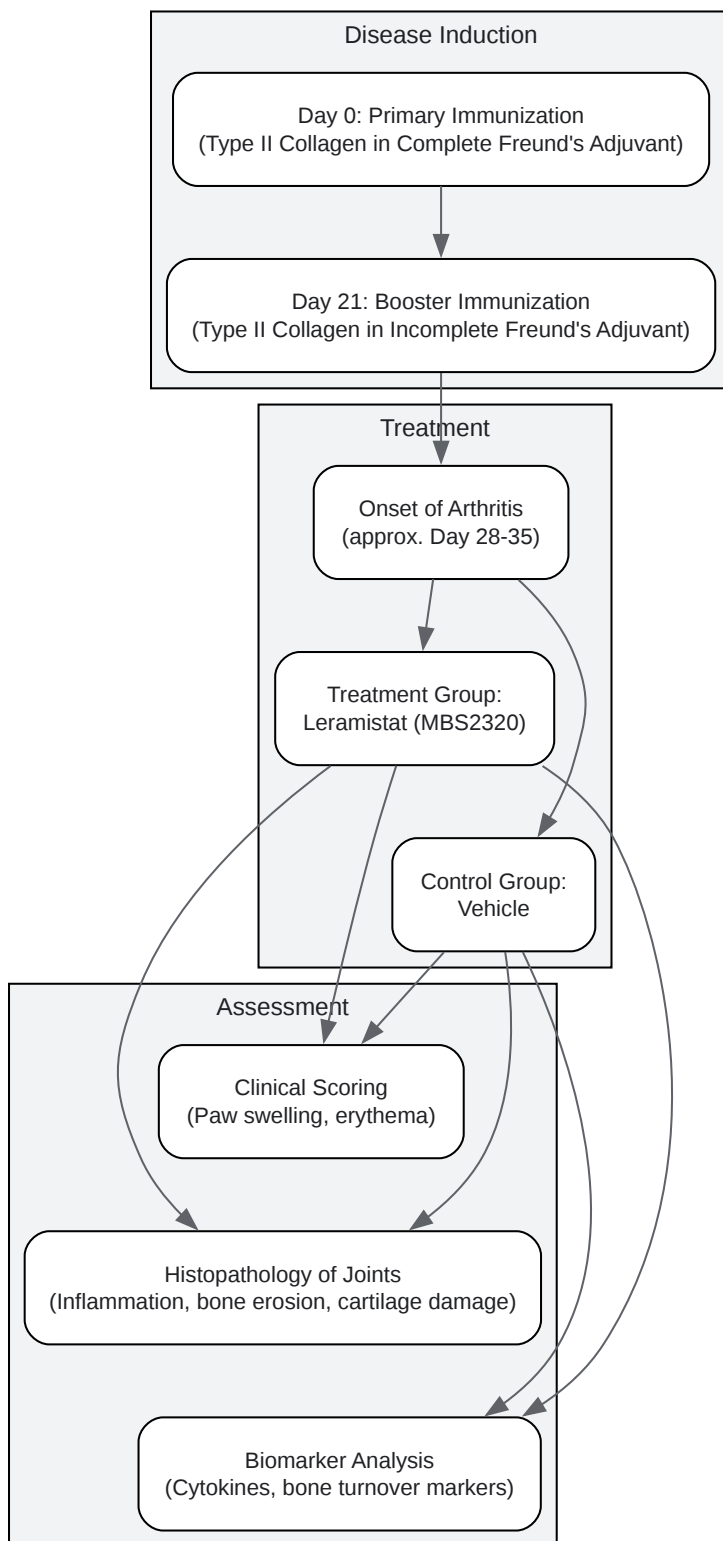 Disease Induction
Day 0: Primary Immunization
(Type II Collagen in Complete Freund's Adjuvant)
Day 21: Booster Immunization
(Type II Collagen in Incomplete Freund's Adjuvant)
Treatment
Onset of Arthritis
(approx. Day 28-35)
Treatment Group:
Leramistat (MBS2320)
Control Group:
Vehicle
Assessment
Clinical Scoring
(Paw swelling, erythema)
Histopathology of Joints
(Inflammation, bone erosion, cartilage damage)
Biomarker Analysis
(Cytokines, bone turnover markers)